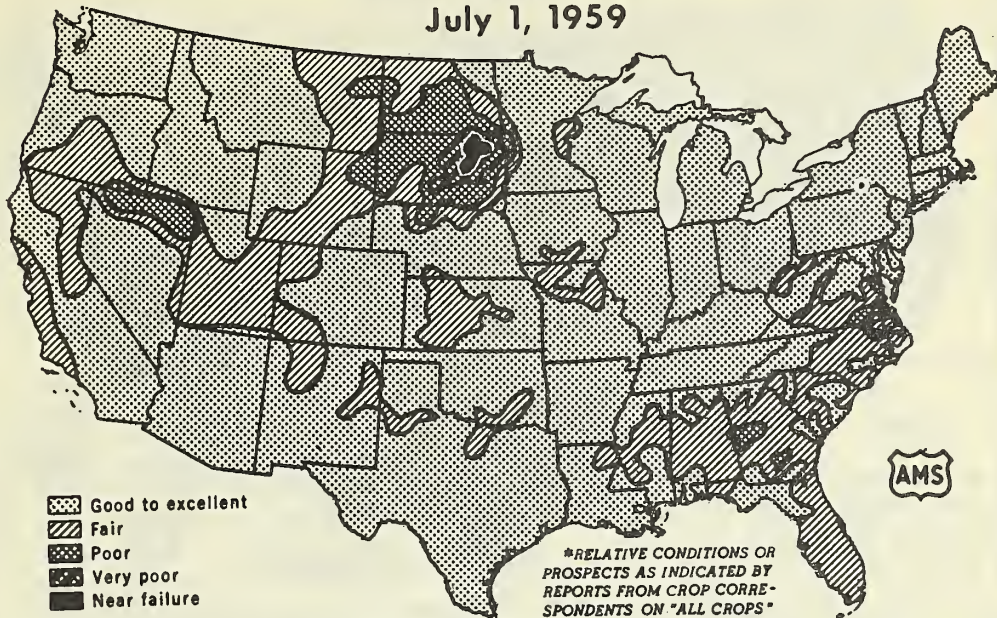 July 1, 1959
Good to excellent
Fair
Poor
Very poor
Near failure
*RELATIVE CONDITIONS OR
PROSPECTS AS INDICATED BY
REPORTS FROM CROP CORRE-
SPONDENTS ON "ALL CROPS"
AMS